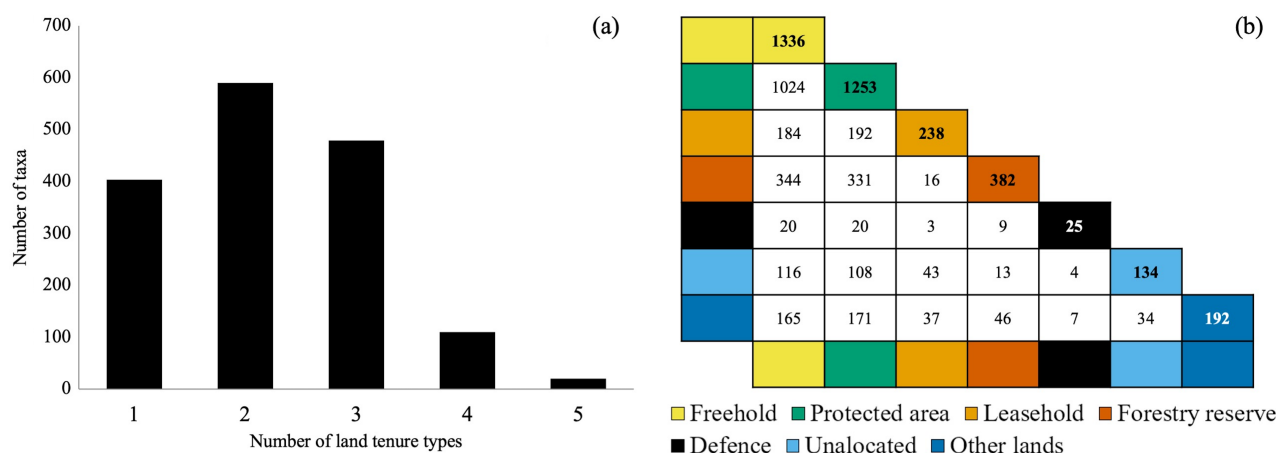 (a)
700
600
500
400
300
200
100
0
Number of taxa
1 2 3 4 5
Number of land tenure types
(b)
1336
1024 1253
184 192 238
344 331 16 382
20 20 3 9 25
116 108 43 13 4 134
165 171 37 46 7 34 192
Freehold Protected area Leasehold Forestry reserve
Defence Unalocated Other lands